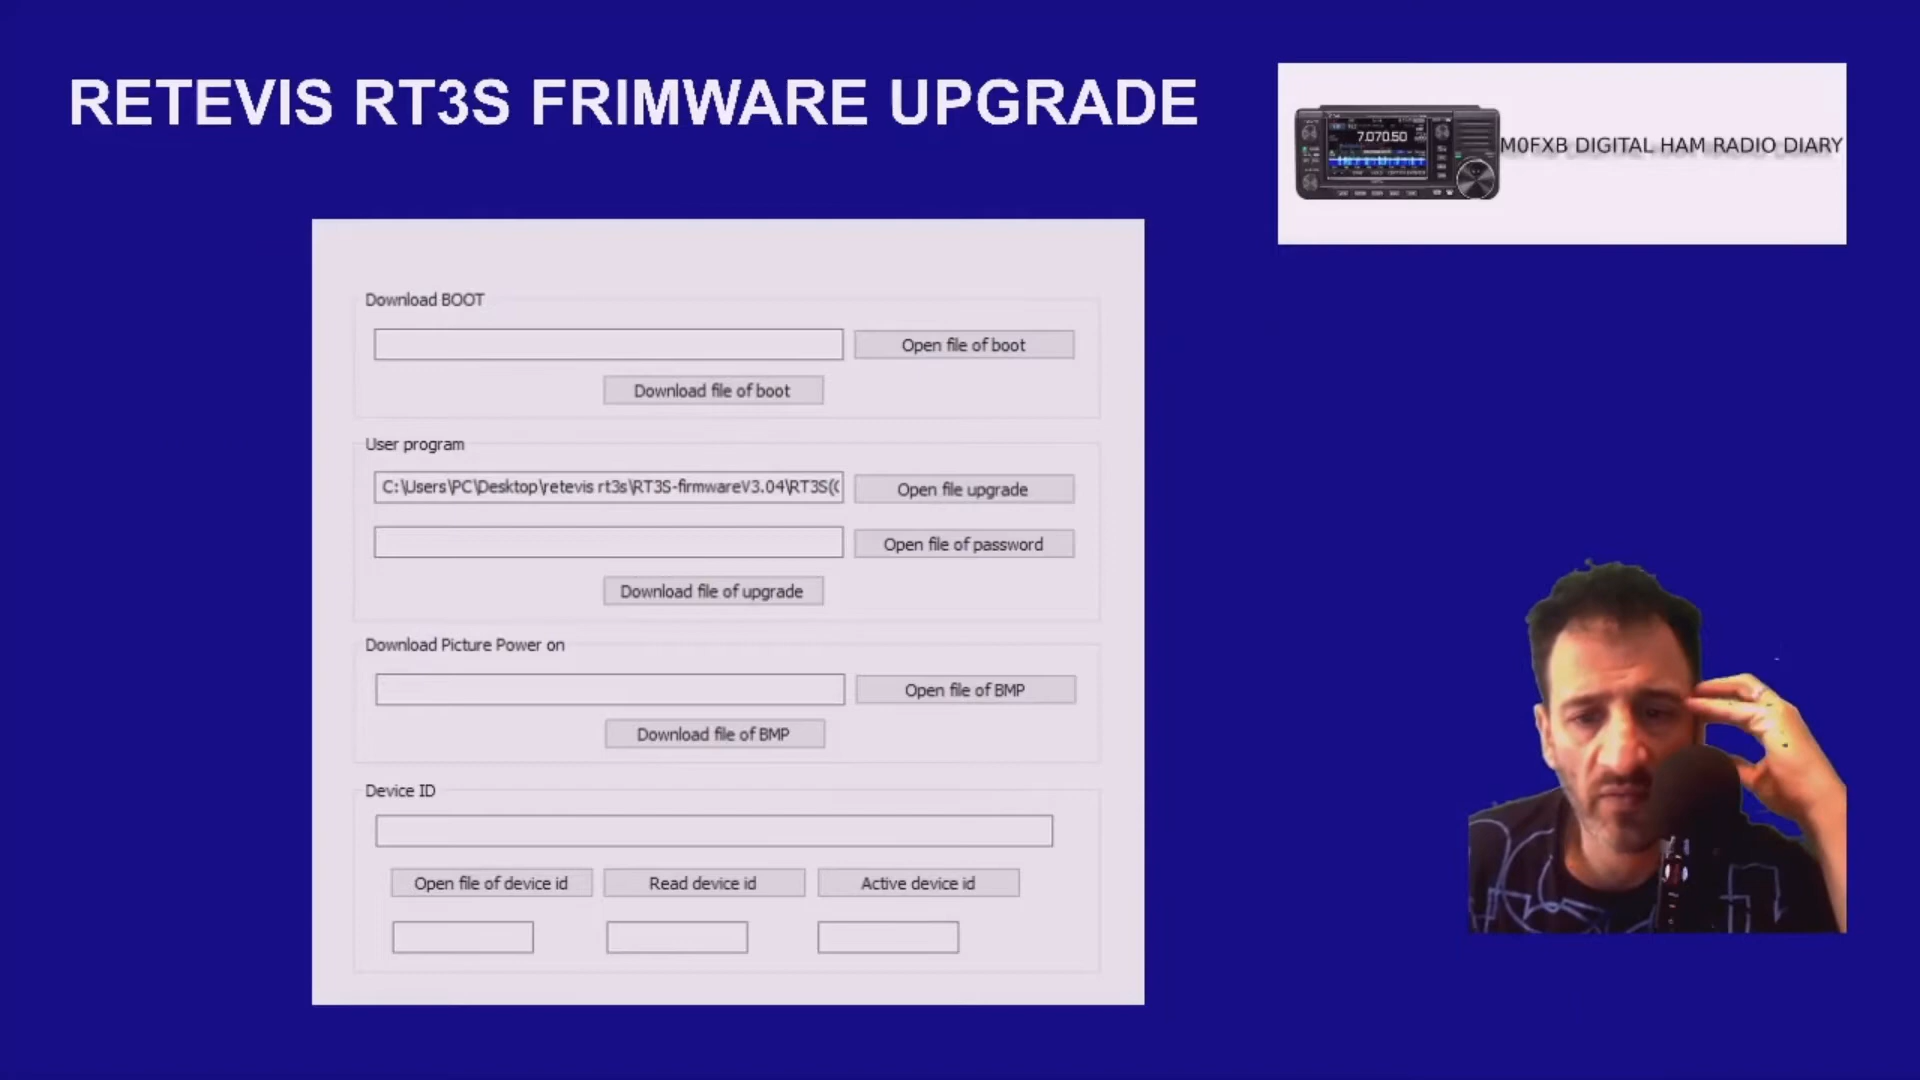 RETEVIS RT3S FRIMWARE UPGRADE
7.070.50
M0FXB DIGITAL HAM RADIO DIARY
Download BOOT
Open file of boot
Download file of boot
User program
C:\Users\PC\Desktop\retevis rt3s\RT3S-firmwareV3.04\RT3S(
Open file upgrade
Open file of password
Download file of upgrade
Download Picture Power on
Open file of BMP
Download file of BMP
Device ID
Open file of device id
Read device id
Active device id